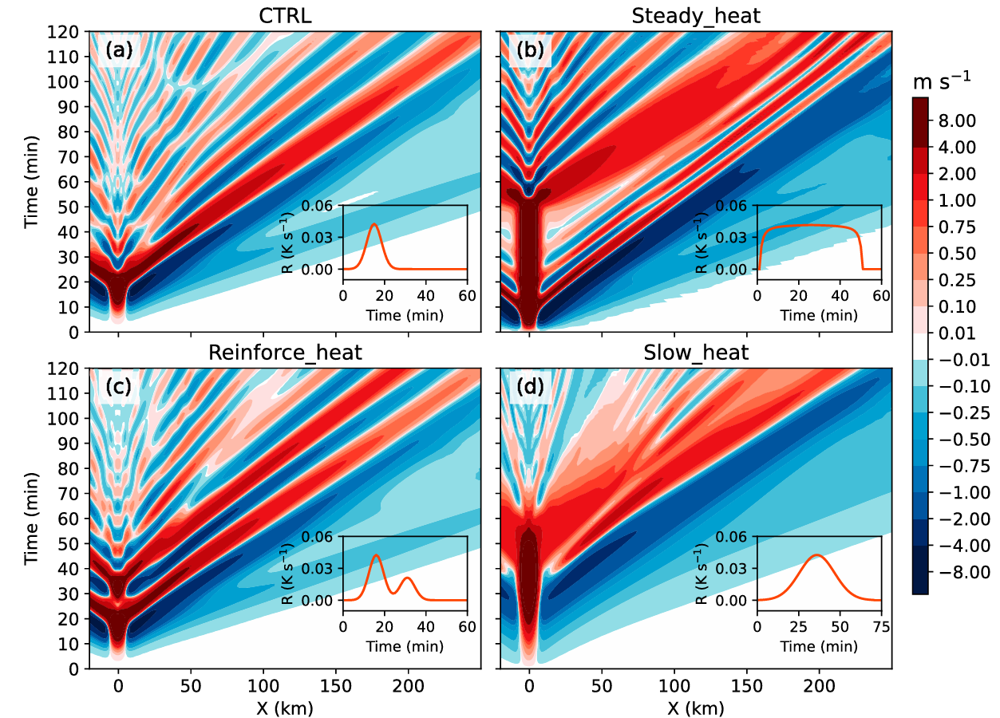 CTRL
Steady_heat
(a)
(b)
120
110
100
90
80
70
60
50
40
30
20
10
0
Time (min)
R (K s⁻¹)
0.06
0.03
0.00
0 20 40 60
Time (min)
R (K s⁻¹)
0.06
0.03
0.00
0 20 40 60
Time (min)
m s⁻¹
8.00
4.00
2.00
1.00
0.75
0.50
0.25
0.10
0.01
−0.01
−0.10
−0.25
−0.50
−0.75
−1.00
−2.00
−4.00
−8.00
Reinforce_heat
Slow_heat
(c)
(d)
120
110
100
90
80
70
60
50
40
30
20
10
0
Time (min)
R (K s⁻¹)
0.06
0.03
0.00
0 20 40 60
Time (min)
R (K s⁻¹)
0.06
0.03
0.00
0 25 50 75
Time (min)
0 50 100 150 200
X (km)
0 50 100 150 200
X (km)